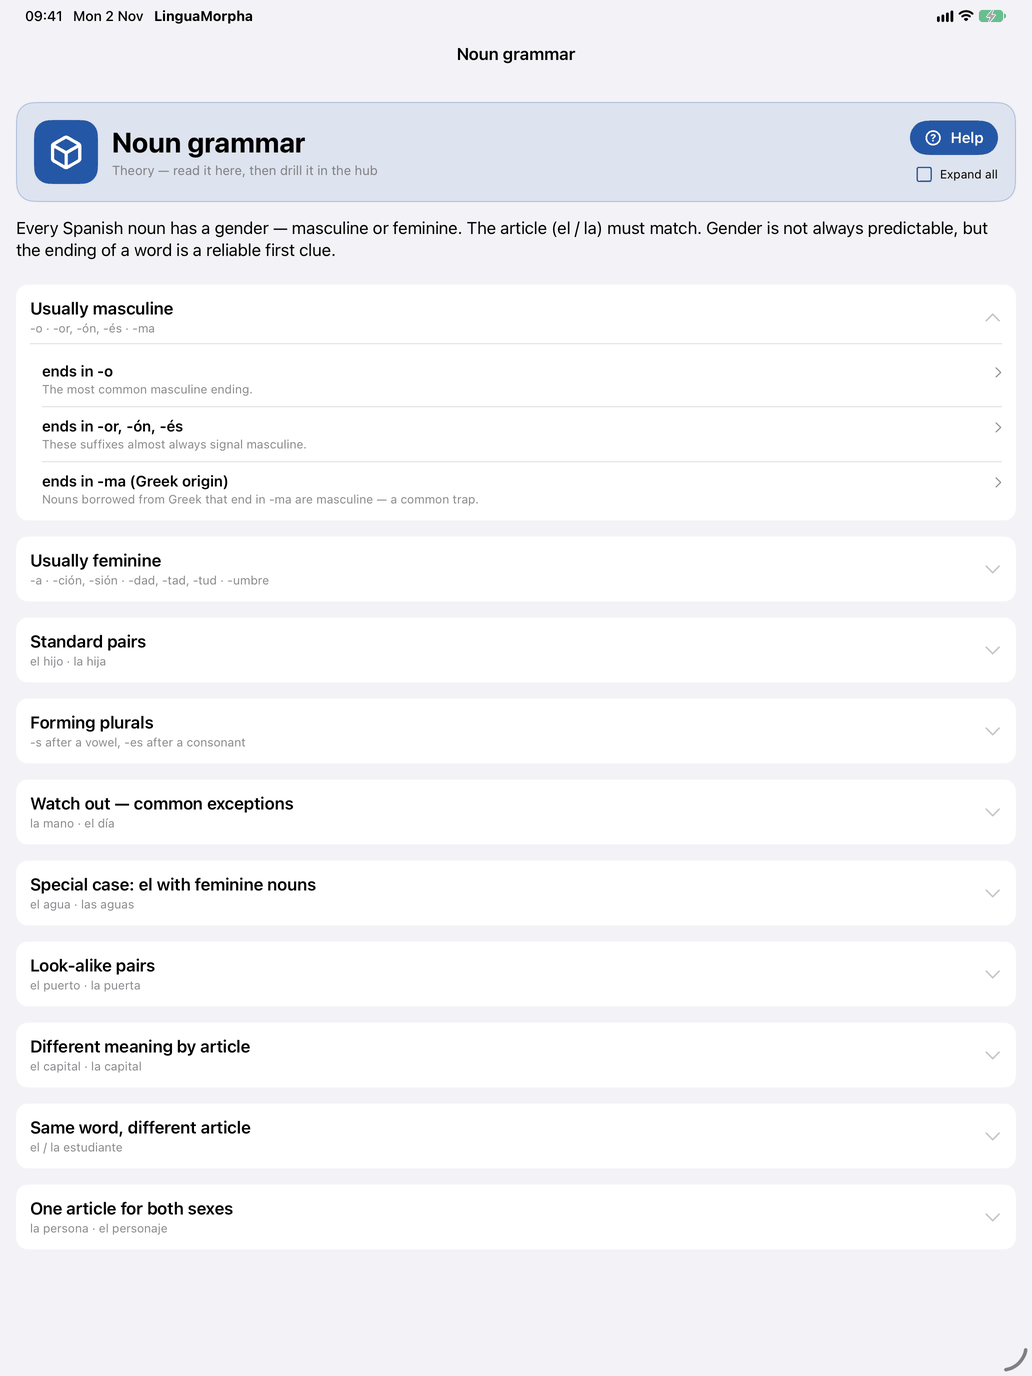 09:41 Mon 2 Nov LinguaMorpha
Noun grammar
Noun grammar
Theory — read it here, then drill it in the hub
Help
Expand all
Every Spanish noun has a gender — masculine or feminine. The article (el / la) must match. Gender is not always predictable, but
the ending of a word is a reliable first clue.
Usually masculine
-o · -or, -ón, -és · -ma
ends in -o
The most common masculine ending.
ends in -or, -ón, -és
These suffixes almost always signal masculine.
ends in -ma (Greek origin)
Nouns borrowed from Greek that end in -ma are masculine — a common trap.
Usually feminine
-a · -ción, -sión · -dad, -tad, -tud · -umbre
Standard pairs
el hijo · la hija
Forming plurals
-s after a vowel, -es after a consonant
Watch out — common exceptions
la mano · el día
Special case: el with feminine nouns
el agua · las aguas
Look-alike pairs
el puerto · la puerta
Different meaning by article
el capital · la capital
Same word, different article
el / la estudiante
One article for both sexes
la persona · el personaje